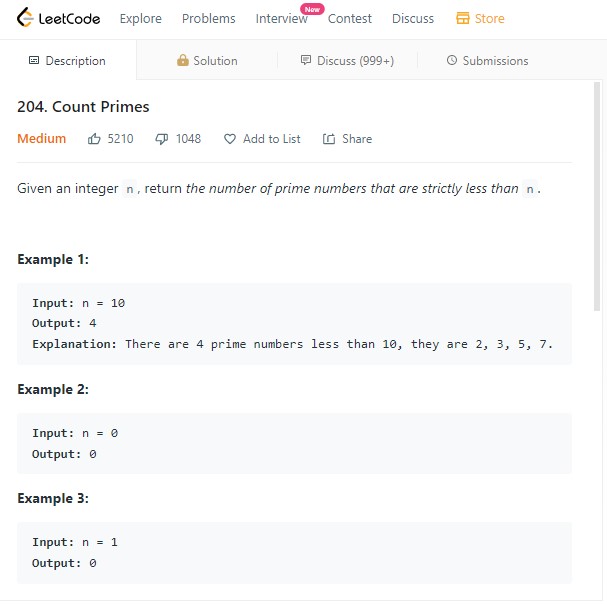 LeetCode Explore Problems Interview New Contest Discuss Store
Description Solution Discuss (999+) Submissions
204. Count Primes
Medium 5210 1048 Add to List Share
Given an integer n, return the number of prime numbers that are strictly less than n.
Example 1:
Input: n = 10
Output: 4
Explanation: There are 4 prime numbers less than 10, they are 2, 3, 5, 7.
Example 2:
Input: n = 0
Output: 0
Example 3:
Input: n = 1
Output: 0